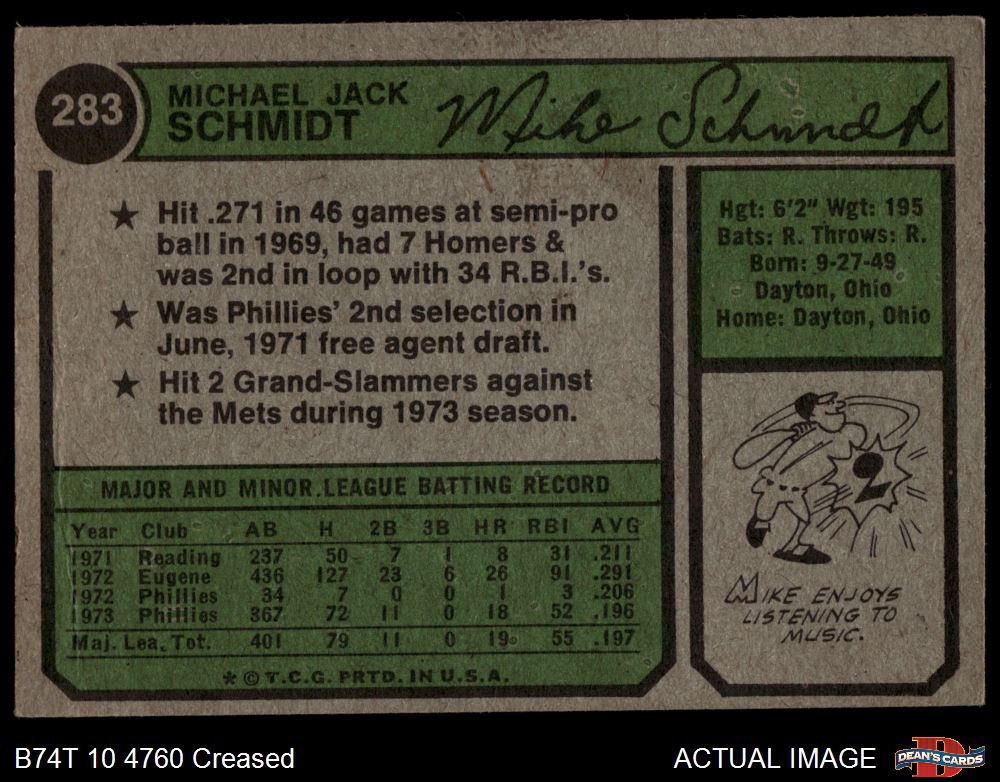 283
MICHAEL JACK
SCHMIDT
Mike Schmidt
★ Hit .271 in 46 games at semi-pro
ball in 1969, had 7 Homers &
was 2nd in loop with 34 R.B.I.'s.
★ Was Phillies' 2nd selection in
June, 1971 free agent draft.
★ Hit 2 Grand-Slammers against
the Mets during 1973 season.
Hgt: 6'2" Wgt: 195
Bats: R. Throws: R.
Born: 9-27-49
Dayton, Ohio
Home: Dayton, Ohio
2
MIKE ENJOYS
LISTENING TO
MUSIC.
MAJOR AND MINOR LEAGUE BATTING RECORD
Year Club AB H 2B 3B HR RBI AVG
1971 Reading 237 50 7 1 8 31 .211
1972 Eugene 436 127 23 6 26 91 .291
1972 Phillies 34 7 0 0 1 3 .206
1973 Phillies 367 72 11 0 18 52 .196
Maj. Lea. Tot. 401 79 11 0 19 55 .197
* © T.C.G. PRTD. IN U.S.A.
B74T 10 4760 Creased
ACTUAL IMAGE
DEAN'S CARDS